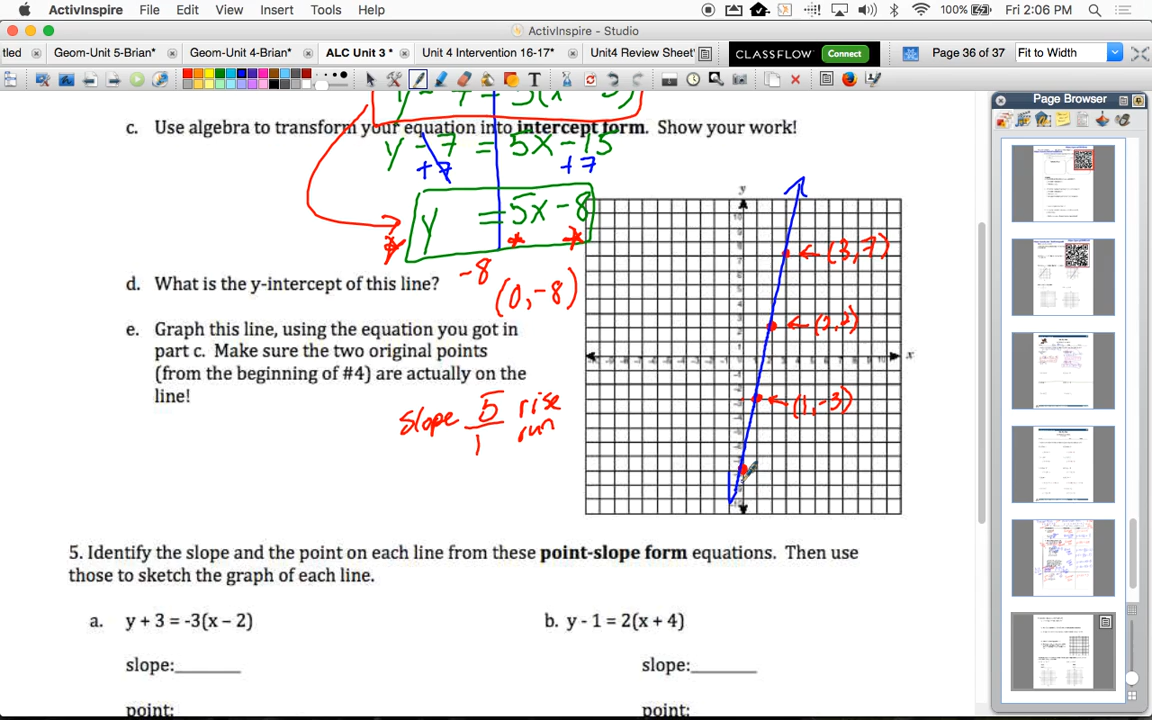 ActivInspire File Edit View Insert Tools Help 100% Fri 2:06 PM
ActivInspire - Studio
tled Geom-Unit 5-Brian* Geom-Unit 4-Brian* ALC Unit 3 * Unit 4 Intervention 16-17* Unit4 Review Sheet* CLASSFLOW Connect Page 36 of 37 Fit to Width
Page Browser
c. Use algebra to transform your equation into intercept form. Show your work!
y - 7 = 5x - 15
+7 +7
y = 5x - 8
-8
d. What is the y-intercept of this line?
(0, -8)
e. Graph this line, using the equation you got in
part c. Make sure the two original points
(from the beginning of #4) are actually on the
line!
slope 5 rise
1 run
y
x
← (3, 7)
← (2, 2)
← (1, -3)
5. Identify the slope and the point on each line from these point-slope form equations. Then use
those to sketch the graph of each line.
a. y + 3 = -3(x – 2)
b. y - 1 = 2(x + 4)
slope:________
slope:________
point:
point: